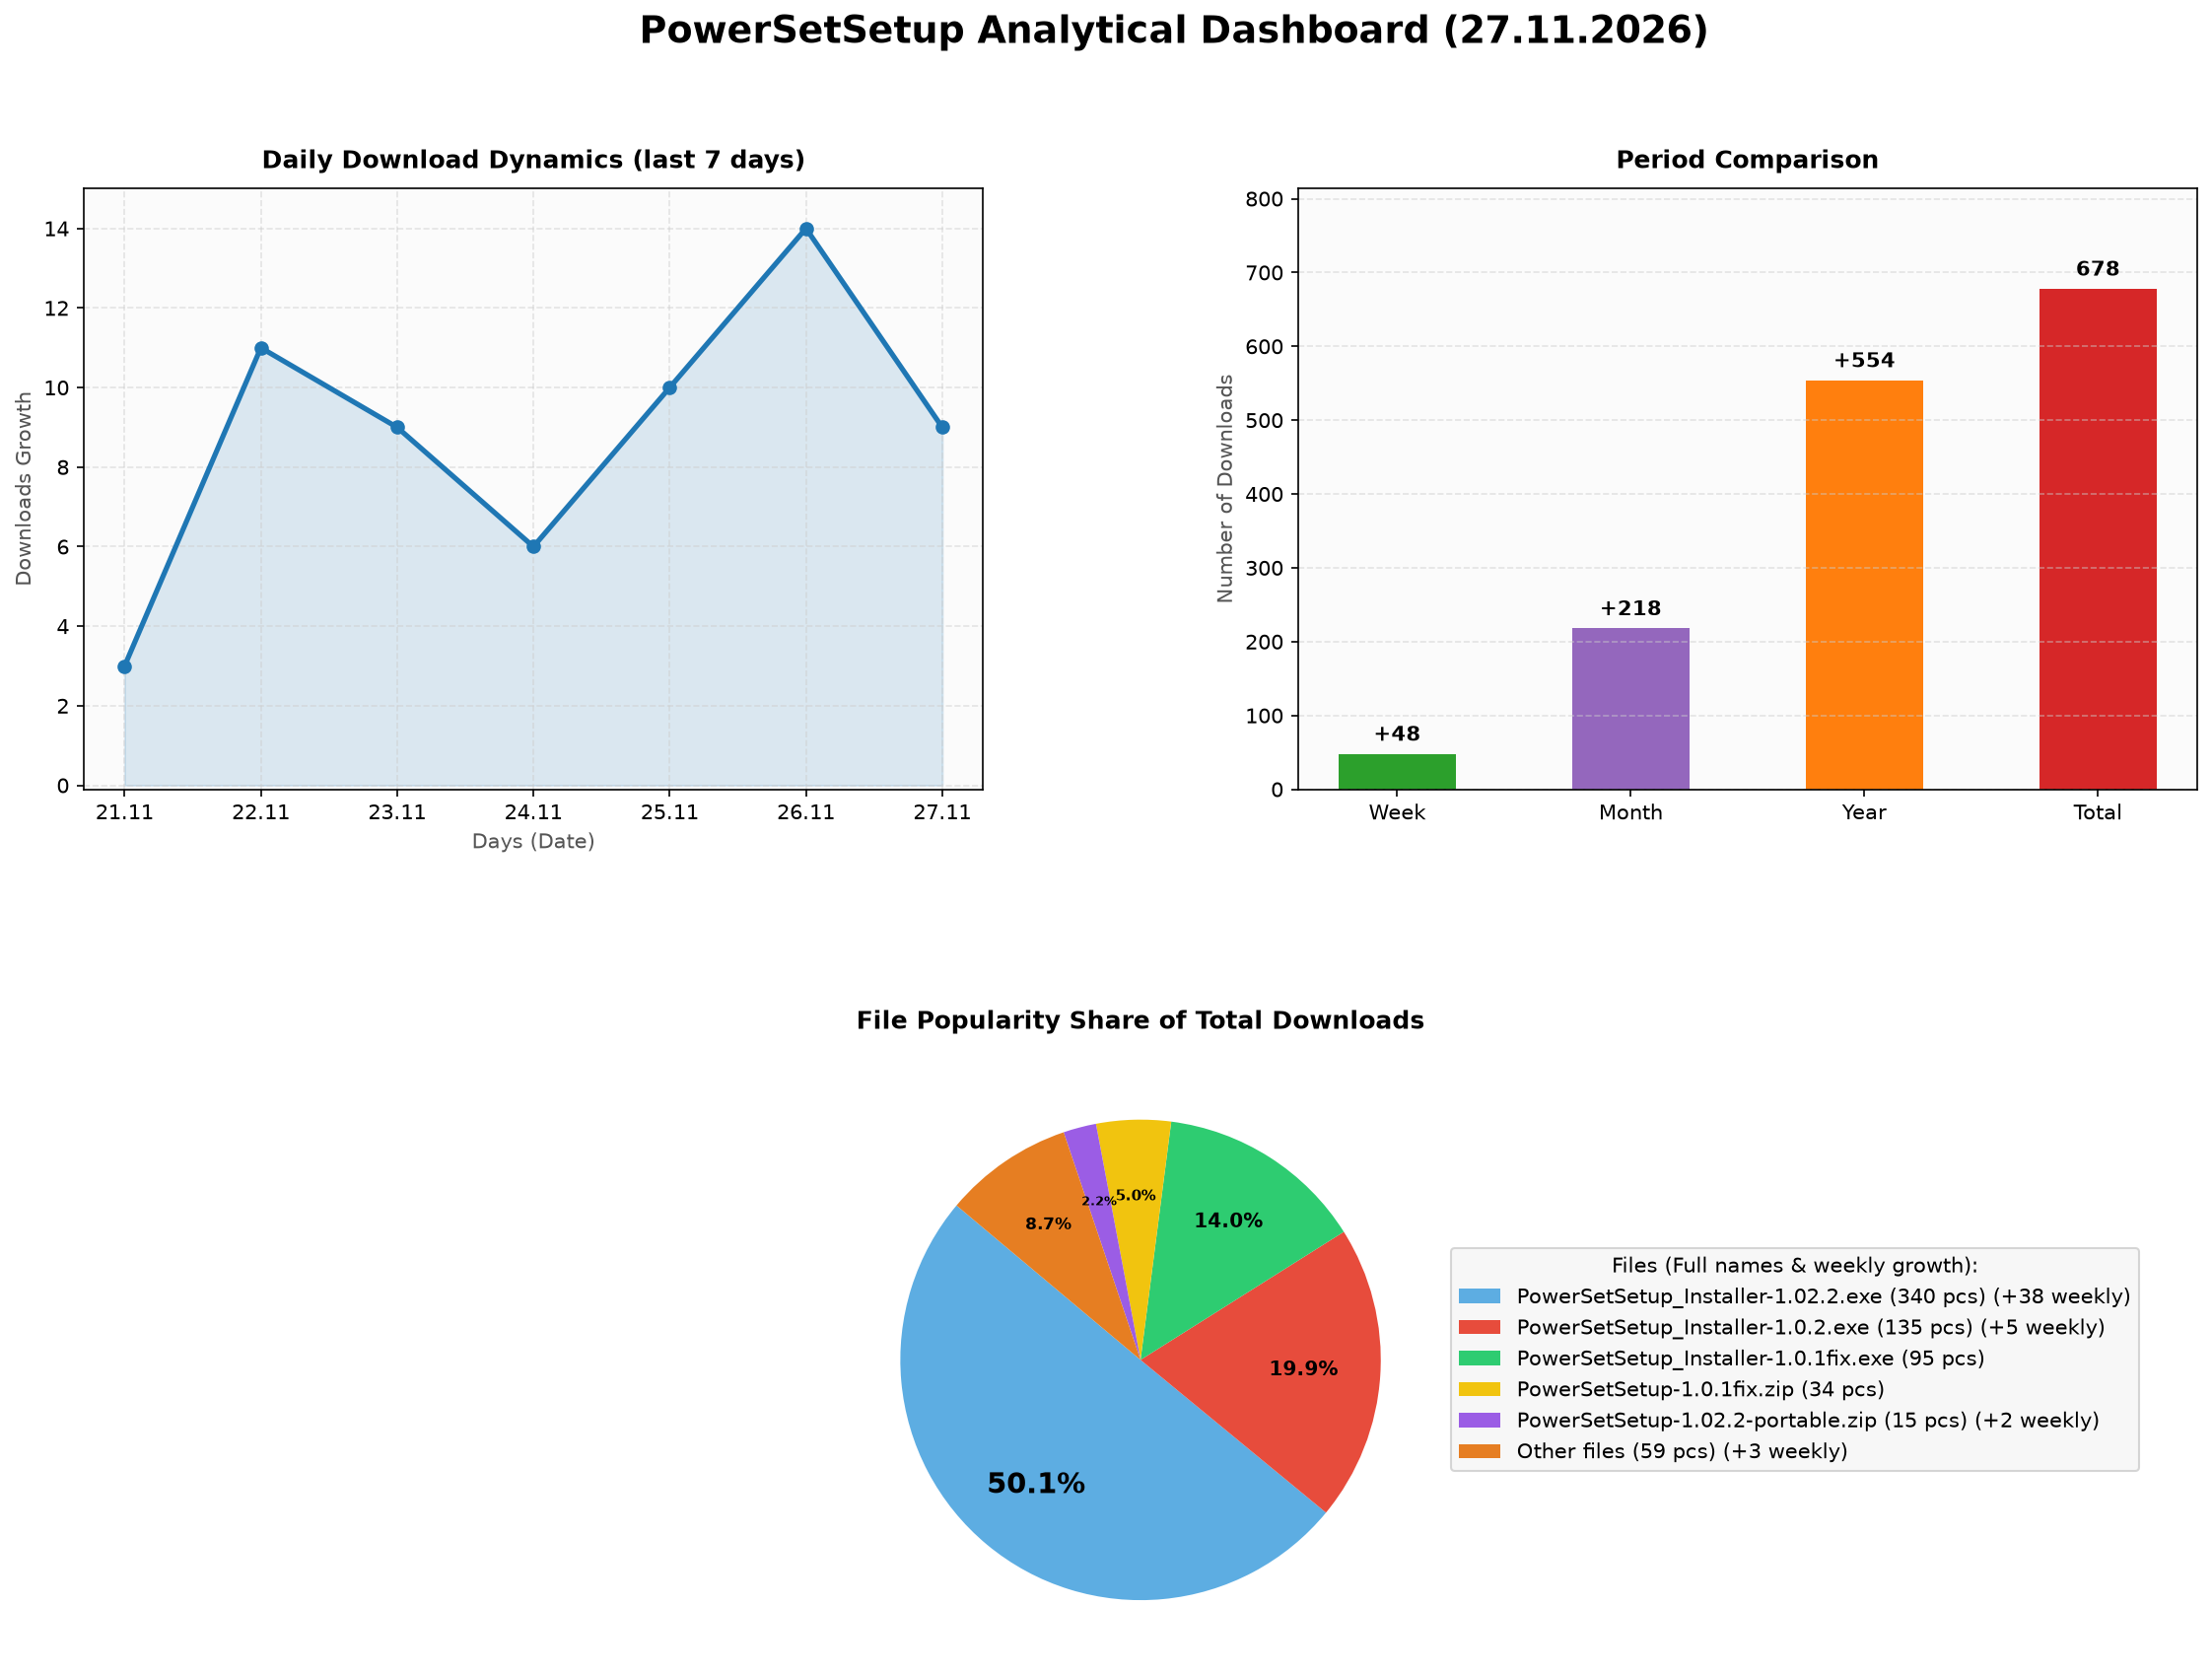 PowerSetSetup Analytical Dashboard (27.11.2026)
Daily Download Dynamics (last 7 days)
Downloads Growth
14
12
10
8
6
4
2
0
21.11 22.11 23.11 24.11 25.11 26.11 27.11
Days (Date)
Period Comparison
Number of Downloads
800
700
600
500
400
300
200
100
0
+48
+218
+554
678
Week Month Year Total
File Popularity Share of Total Downloads
8.7%
2.2%
5.0%
14.0%
19.9%
50.1%
Files (Full names & weekly growth):
PowerSetSetup_Installer-1.02.2.exe (340 pcs) (+38 weekly)
PowerSetSetup_Installer-1.0.2.exe (135 pcs) (+5 weekly)
PowerSetSetup_Installer-1.0.1fix.exe (95 pcs)
PowerSetSetup-1.0.1fix.zip (34 pcs)
PowerSetSetup-1.02.2-portable.zip (15 pcs) (+2 weekly)
Other files (59 pcs) (+3 weekly)